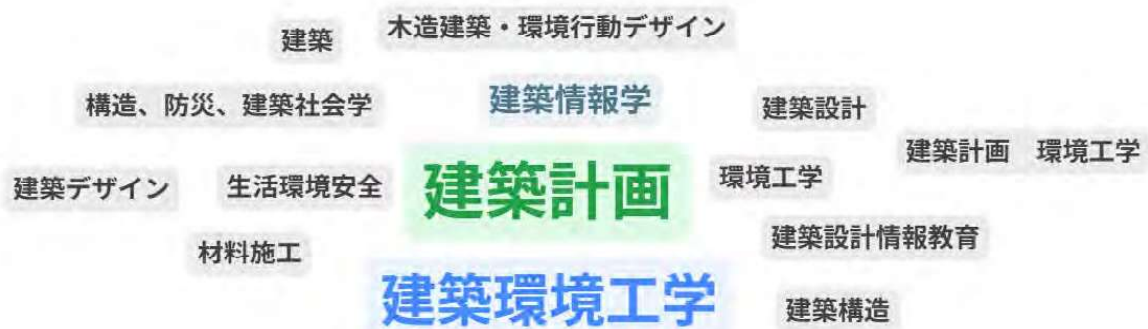 建築
木造建築・環境行動デザイン
構造、防災、建築社会学
建築情報学
建築設計
建築計画　環境工学
建築デザイン
生活環境安全
建築計画
環境工学
材料施工
建築設計情報教育
建築環境工学
建築構造